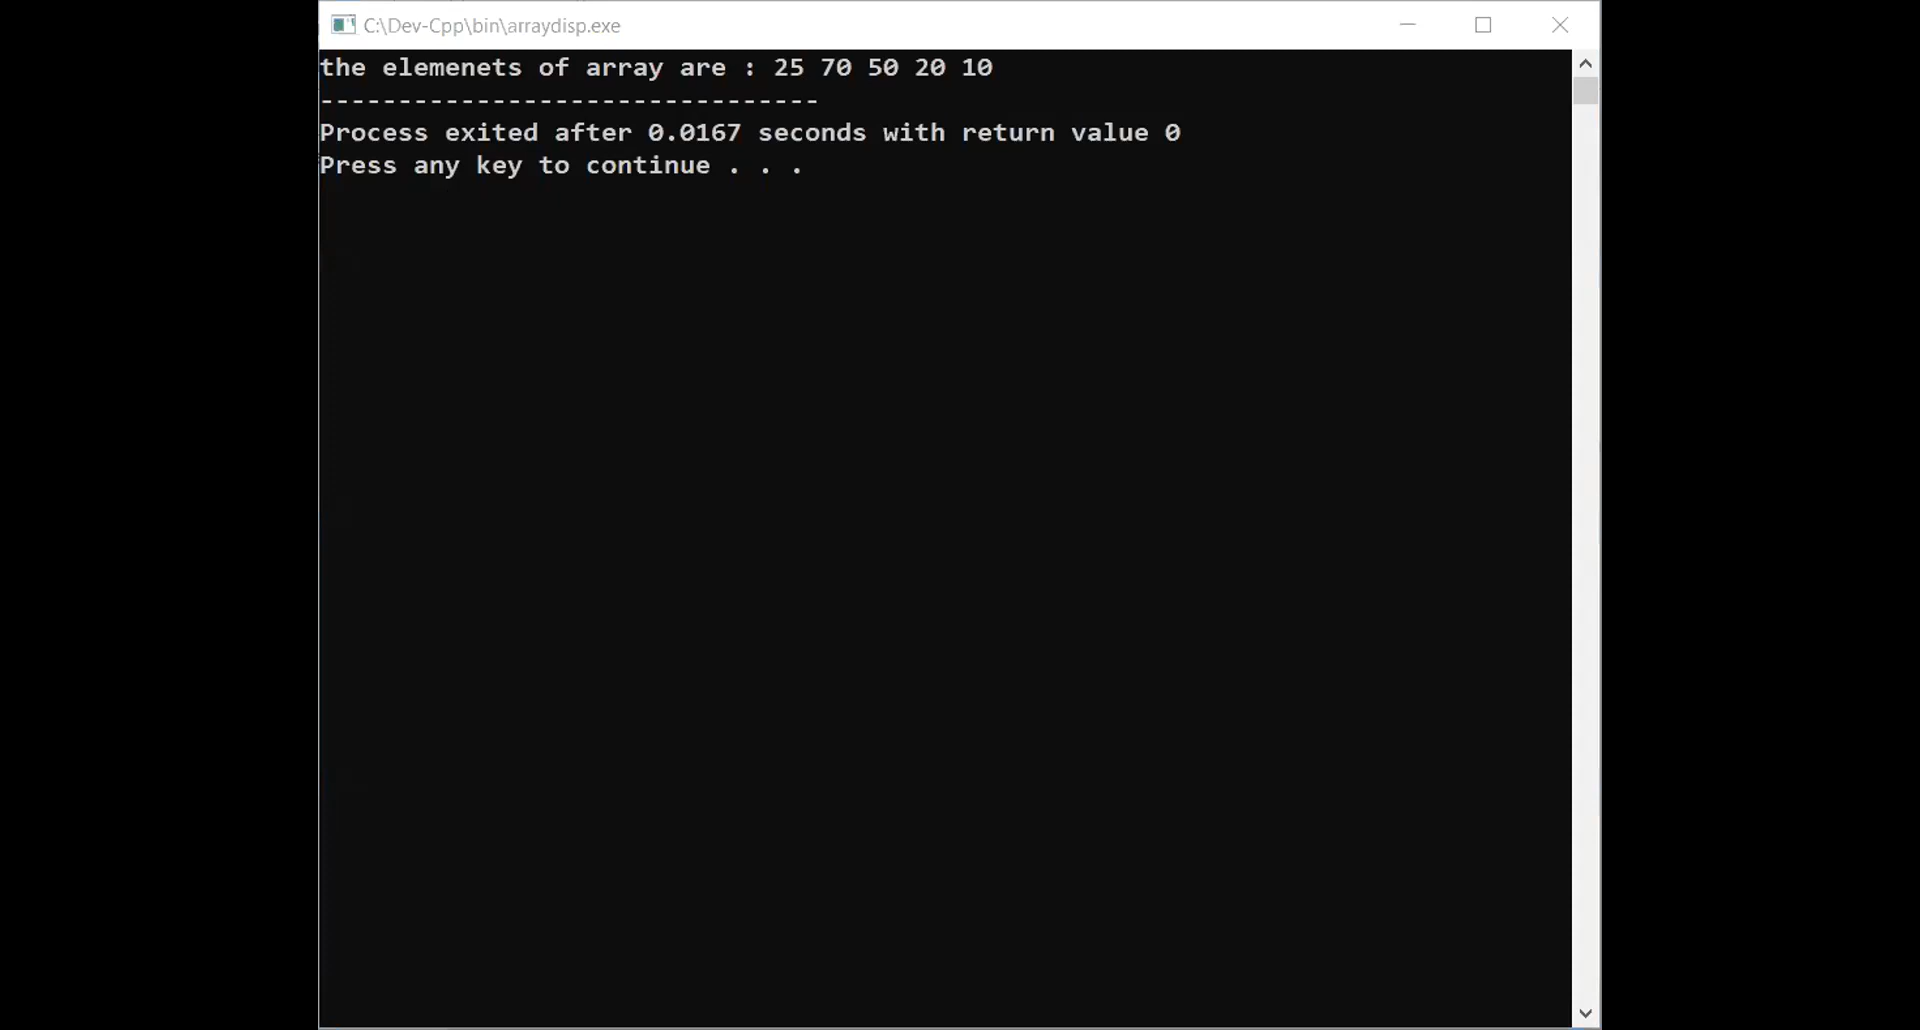 C:\Dev-Cpp\bin\arraydisp.exe
the elemenets of array are : 25 70 50 20 10
--------------------------------
Process exited after 0.0167 seconds with return value 0
Press any key to continue . . .